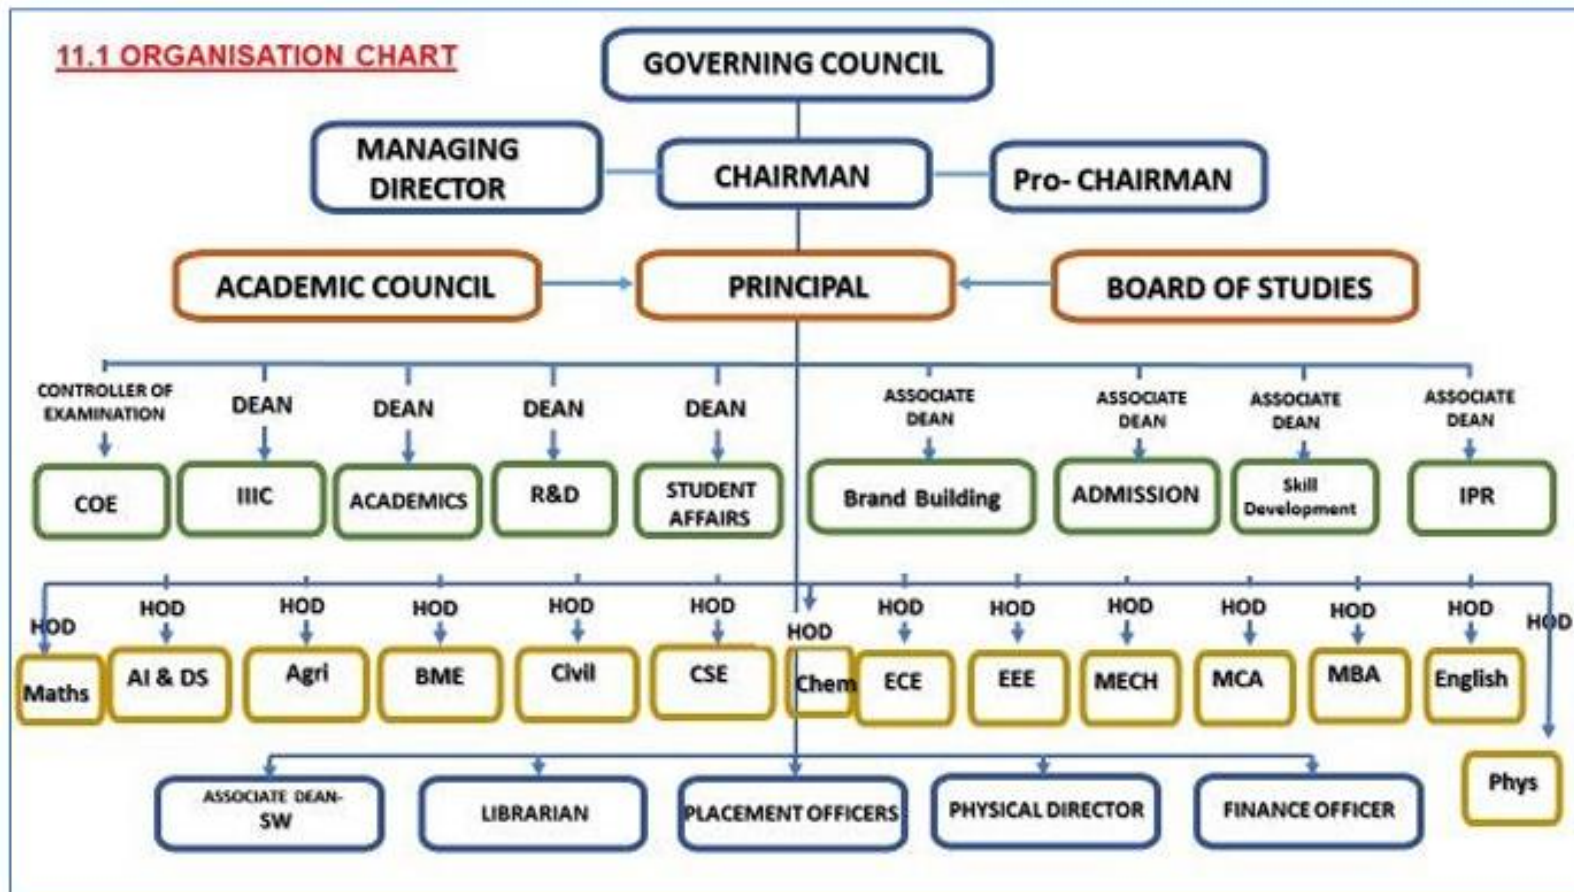 11.1 ORGANISATION CHART
GOVERNING COUNCIL
MANAGING
DIRECTOR
CHAIRMAN
Pro- CHAIRMAN
ACADEMIC COUNCIL
PRINCIPAL
BOARD OF STUDIES
CONTROLLER OF
EXAMINATION
DEAN
DEAN
DEAN
DEAN
ASSOCIATE
DEAN
ASSOCIATE
DEAN
ASSOCIATE
DEAN
ASSOCIATE
DEAN
COE
IIIC
ACADEMICS
R&D
STUDENT
AFFAIRS
Brand Building
ADMISSION
Skill
Development
IPR
HOD
HOD
HOD
HOD
HOD
HOD
HOD
HOD
HOD
HOD
HOD
HOD
HOD
HOD
Maths
AI & DS
Agri
BME
Civil
CSE
Chem
ECE
EEE
MECH
MCA
MBA
English
Phys
ASSOCIATE DEAN-
SW
LIBRARIAN
PLACEMENT OFFICERS
PHYSICAL DIRECTOR
FINANCE OFFICER